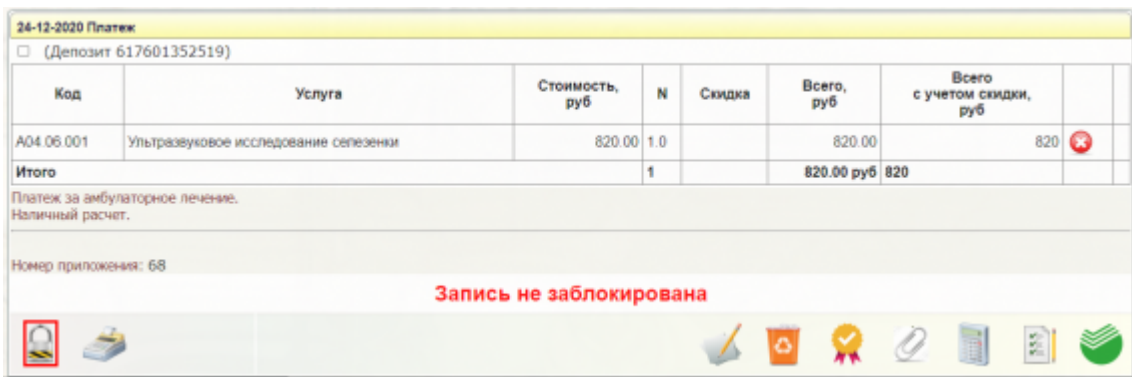 24-12-2020 Платеж
(Депозит 617601352519)
Код Услуга Стоимость, руб N Скидка Всего, руб Всего с учетом скидки, руб
A04.06.001 Ультразвуковое исследование селезенки 820.00 1.0 820.00 820
Итого 1 820.00 руб 820
Платеж за амбулаторное лечение.
Наличный расчет.
Номер приложения: 68
Запись не заблокирована